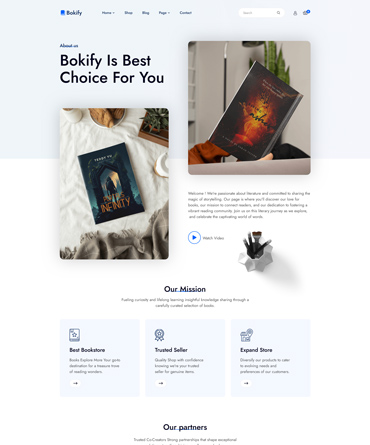 Bokify
Home Shop Blog Page Contact
Search
About us
Bokify Is Best
Choice For You
TERRY PH
INFINITY
Welcome ! We're passionate about literature and committed to sharing the
magic of storytelling. Our page is where you'll discover our love for
books, our mission to connect readers, and our dedication to fostering a
vibrant reading community. Join us on this literary journey as we explore,
and celebrate the captivating world of words.
Watch Video
Our Mission
Fueling curiosity and lifelong learning insightful knowledge sharing through a
carefully curated selection of books.
Best Bookstore
Books Explore More Your go-to
destination for a treasure trove
of reading wonders.
Trusted Seller
Quality Shop with confidence
knowing we're your trusted
seller for genuine items.
Expand Store
Diversify our products to cater
to evolving needs and
preferences of our customers.
Our partners
Trusted Co-Creators Strong partnerships that shape exceptional